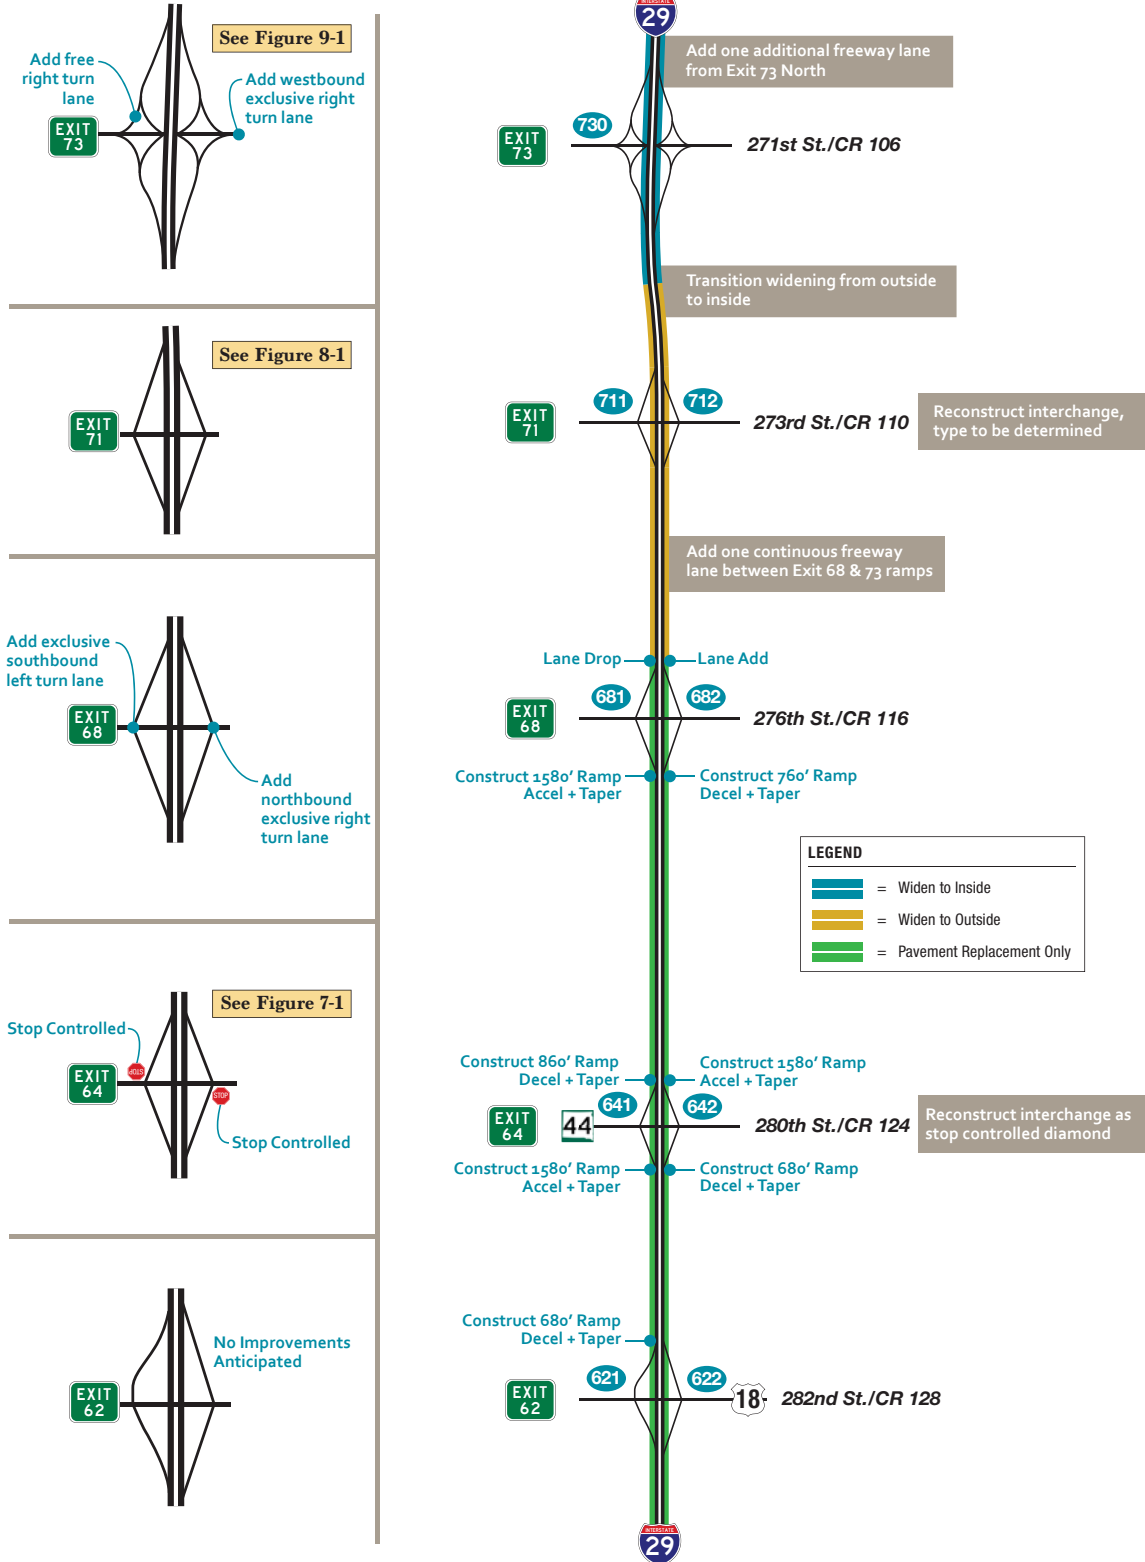 See Figure 9-1
Add free
right turn
lane
Add westbound
exclusive right
turn lane
EXIT
73
See Figure 8-1
EXIT
71
Add exclusive
southbound
left turn lane
EXIT
68
Add
northbound
exclusive right
turn lane
See Figure 7-1
Stop Controlled
STOP
EXIT
64
STOP
Stop Controlled
No Improvements
Anticipated
EXIT
62
INTERSTATE
29
Add one additional freeway lane
from Exit 73 North
730
EXIT
73
271st St./CR 106
Transition widening from outside
to inside
711
712
EXIT
71
273rd St./CR 110
Reconstruct interchange,
type to be determined
Add one continuous freeway
lane between Exit 68 & 73 ramps
Lane Drop
Lane Add
681
682
EXIT
68
276th St./CR 116
Construct 1580' Ramp
Accel + Taper
Construct 760' Ramp
Decel + Taper
LEGEND
= Widen to Inside
= Widen to Outside
= Pavement Replacement Only
Construct 860' Ramp
Decel + Taper
Construct 1580' Ramp
Accel + Taper
641
642
EXIT
64
44
280th St./CR 124
Reconstruct interchange as
stop controlled diamond
Construct 1580' Ramp
Accel + Taper
Construct 680' Ramp
Decel + Taper
Construct 680' Ramp
Decel + Taper
621
622
EXIT
62
18
282nd St./CR 128
INTERSTATE
29